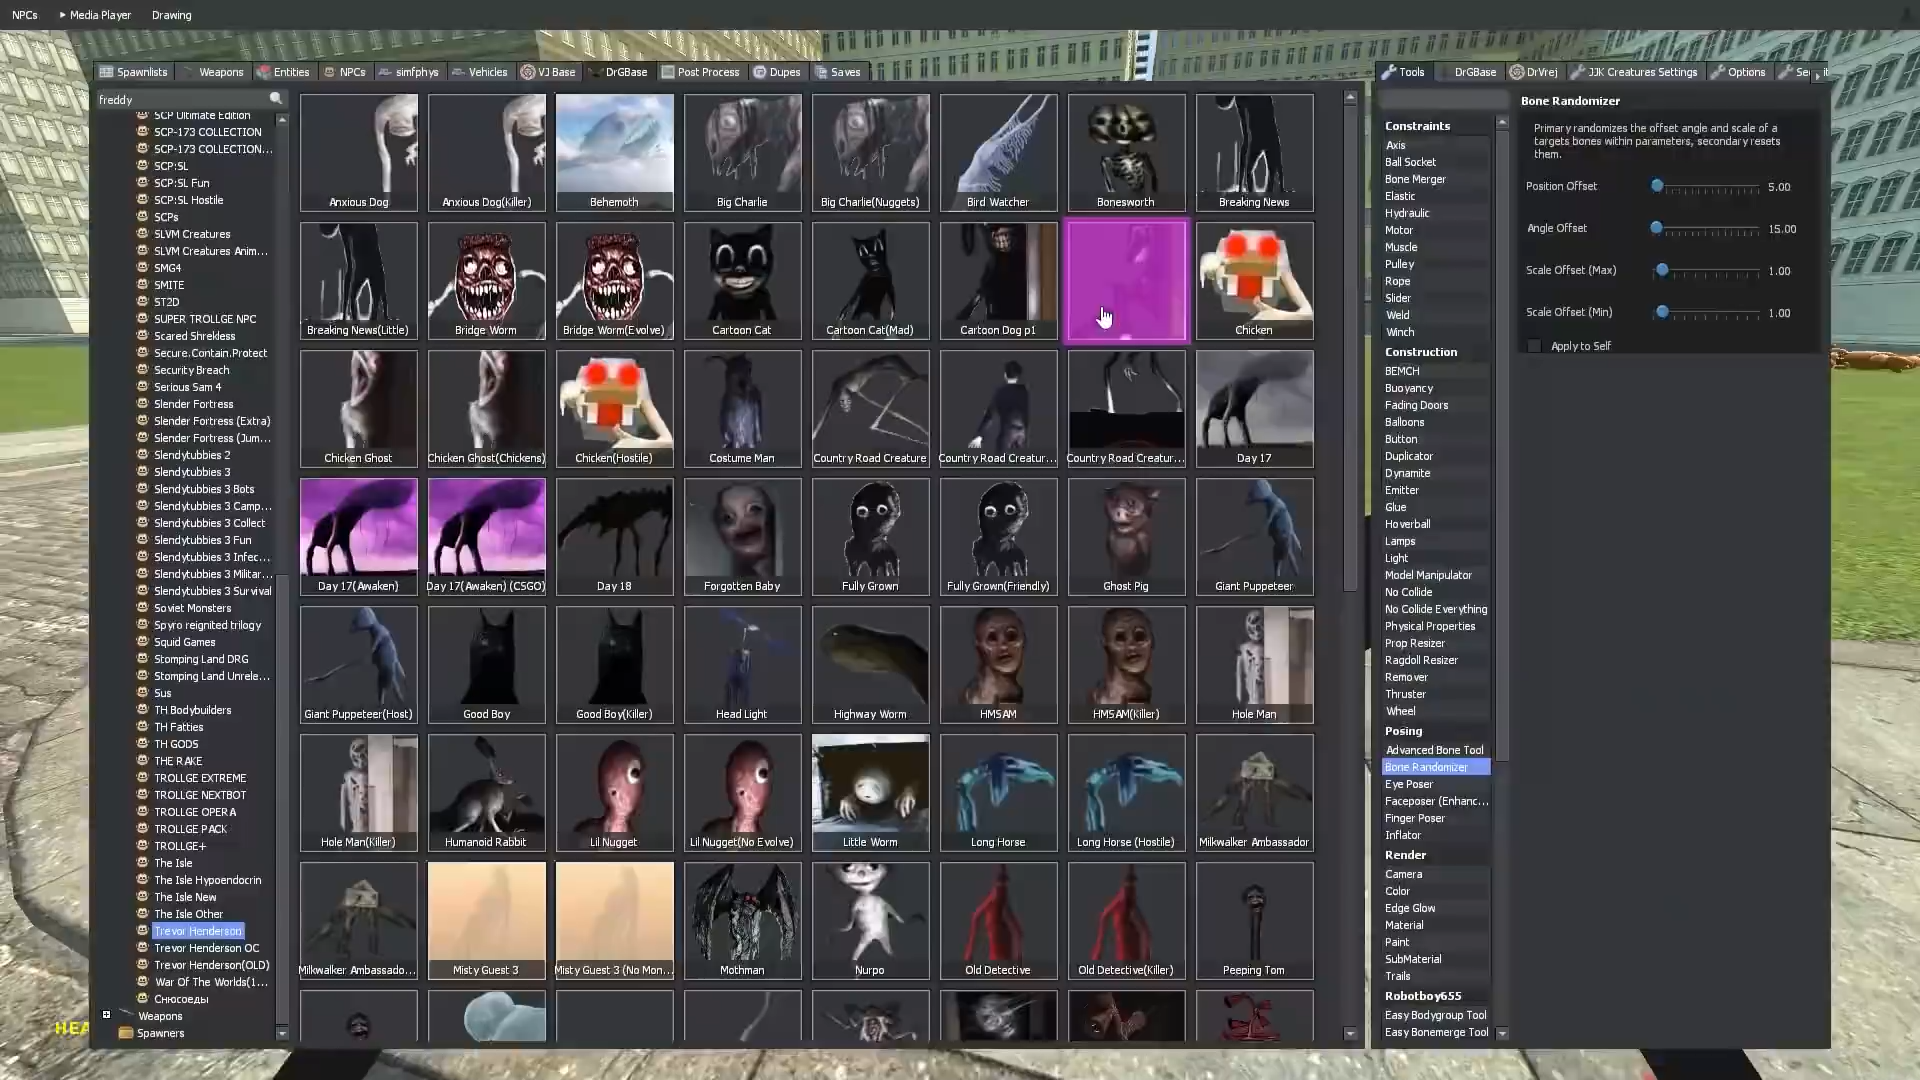 NPCs ▸ Media Player Drawing
Spawnlists Weapons Entities NPCs simfphys Vehicles VJ Base DrGBase Post Process Dupes Saves
freddy
SCP Ultimate Edition
SCP-173 COLLECTION
SCP-173 COLLECTION...
SCP:SL
SCP:SL Fun
SCP:SL Hostile
SCPs
SLVM Creatures
SLVM Creatures Anim...
SMG4
SMITE
ST2D
SUPER TROLLGE NPC
Scared Shrekless
Secure.Contain.Protect
Security Breach
Serious Sam 4
Slender Fortress
Slender Fortress (Extra)
Slender Fortress (Jum...
Slendytubbies 2
Slendytubbies 3
Slendytubbies 3 Bots
Slendytubbies 3 Camp...
Slendytubbies 3 Collect
Slendytubbies 3 Fun
Slendytubbies 3 Infec...
Slendytubbies 3 Militar...
Slendytubbies 3 Survival
Soviet Monsters
Spyro reignited trilogy
Squid Games
Stomping Land DRG
Stomping Land Unrele...
Sus
TH Bodybuilders
TH Fatties
TH GODS
THE RAKE
TROLLGE EXTREME
TROLLGE NEXTBOT
TROLLGE OPERA
TROLLGE PACK
TROLLGE+
The Isle
The Isle Hypoendocrin
The Isle New
The Isle Other
Trevor Henderson
Trevor Henderson OC
Trevor Henderson(OLD)
War Of The Worlds(1...
Снюсоеды
Weapons
Spawners
HEA
Anxious Dog Anxious Dog(Killer) Behemoth Big Charlie Big Charlie(Nuggets) Bird Watcher Bonesworth Breaking News
Breaking News(Little) Bridge Worm Bridge Worm(Evolve) Cartoon Cat Cartoon Cat(Mad) Cartoon Dog p1 Chicken
Chicken Ghost Chicken Ghost(Chickens) Chicken(Hostile) Costume Man Country Road Creature Country Road Creatur... Country Road Creatur... Day 17
Day 17(Awaken) Day 17(Awaken) (CSGO) Day 18 Forgotten Baby Fully Grown Fully Grown(Friendly) Ghost Pig Giant Puppeteer
Giant Puppeteer(Host) Good Boy Good Boy(Killer) Head Light Highway Worm HMSAM HMSAM(Killer) Hole Man
Hole Man(Killer) Humanoid Rabbit Lil Nugget Lil Nugget(No Evolve) Little Worm Long Horse Long Horse (Hostile) Milkwalker Ambassador
Milkwalker Ambassado... Misty Guest 3 Misty Guest 3 (No Mon... Mothman Nurpo Old Detective Old Detective(Killer) Peeping Tom
Tools DrGBase DrVrej JJK Creatures Settings Options
Constraints
Axis
Ball Socket
Bone Merger
Elastic
Hydraulic
Motor
Muscle
Pulley
Rope
Slider
Weld
Winch
Construction
BEMCH
Buoyancy
Fading Doors
Balloons
Button
Duplicator
Dynamite
Emitter
Glue
Hoverball
Lamps
Light
Model Manipulator
No Collide
No Collide Everything
Physical Properties
Prop Resizer
Ragdoll Resizer
Remover
Thruster
Wheel
Posing
Advanced Bone Tool
Bone Randomizer
Eye Poser
Faceposer (Enhanc...
Finger Poser
Inflator
Render
Camera
Color
Edge Glow
Material
Paint
SubMaterial
Trails
Robotboy655
Easy Bodygroup Tool
Easy Bonemerge Tool
Bone Randomizer
Primary randomizes the offset angle and scale of a
targets bones within parameters, secondary resets
them.
Position Offset 5.00
Angle Offset 15.00
Scale Offset (Max) 1.00
Scale Offset (Min) 1.00
Apply to Self